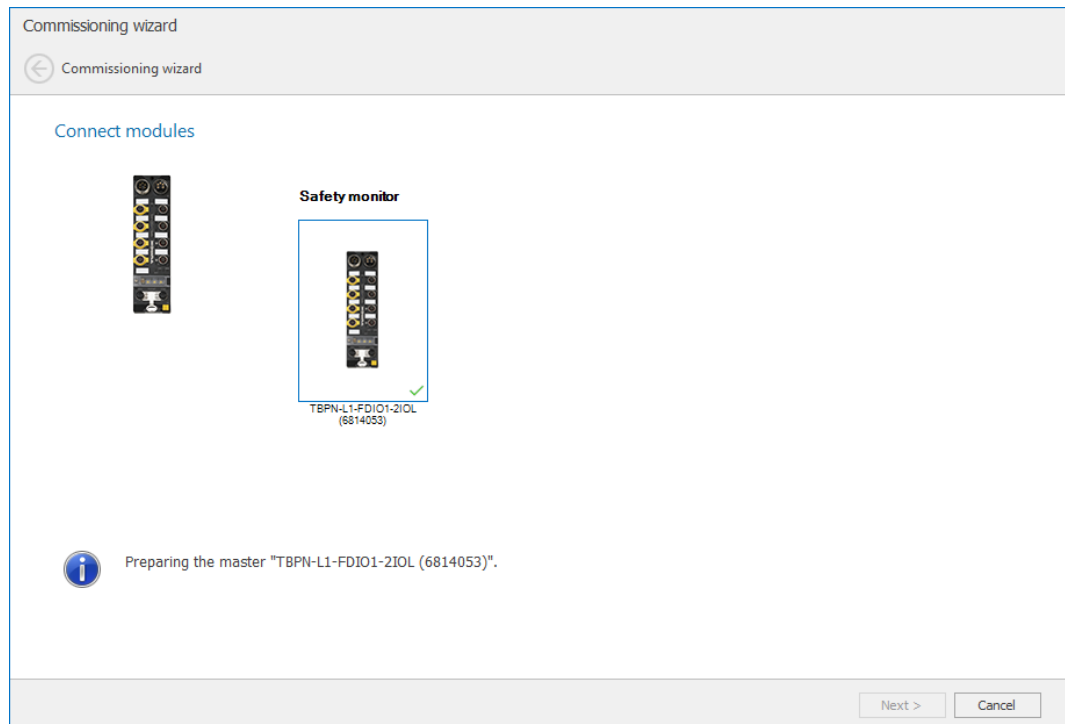 Commissioning wizard
Commissioning wizard
Connect modules
Safety monitor
TBPN-L1-FDIO1-2IOL
(6814053)
Preparing the master "TBPN-L1-FDIO1-2IOL (6814053)".
Next >
Cancel